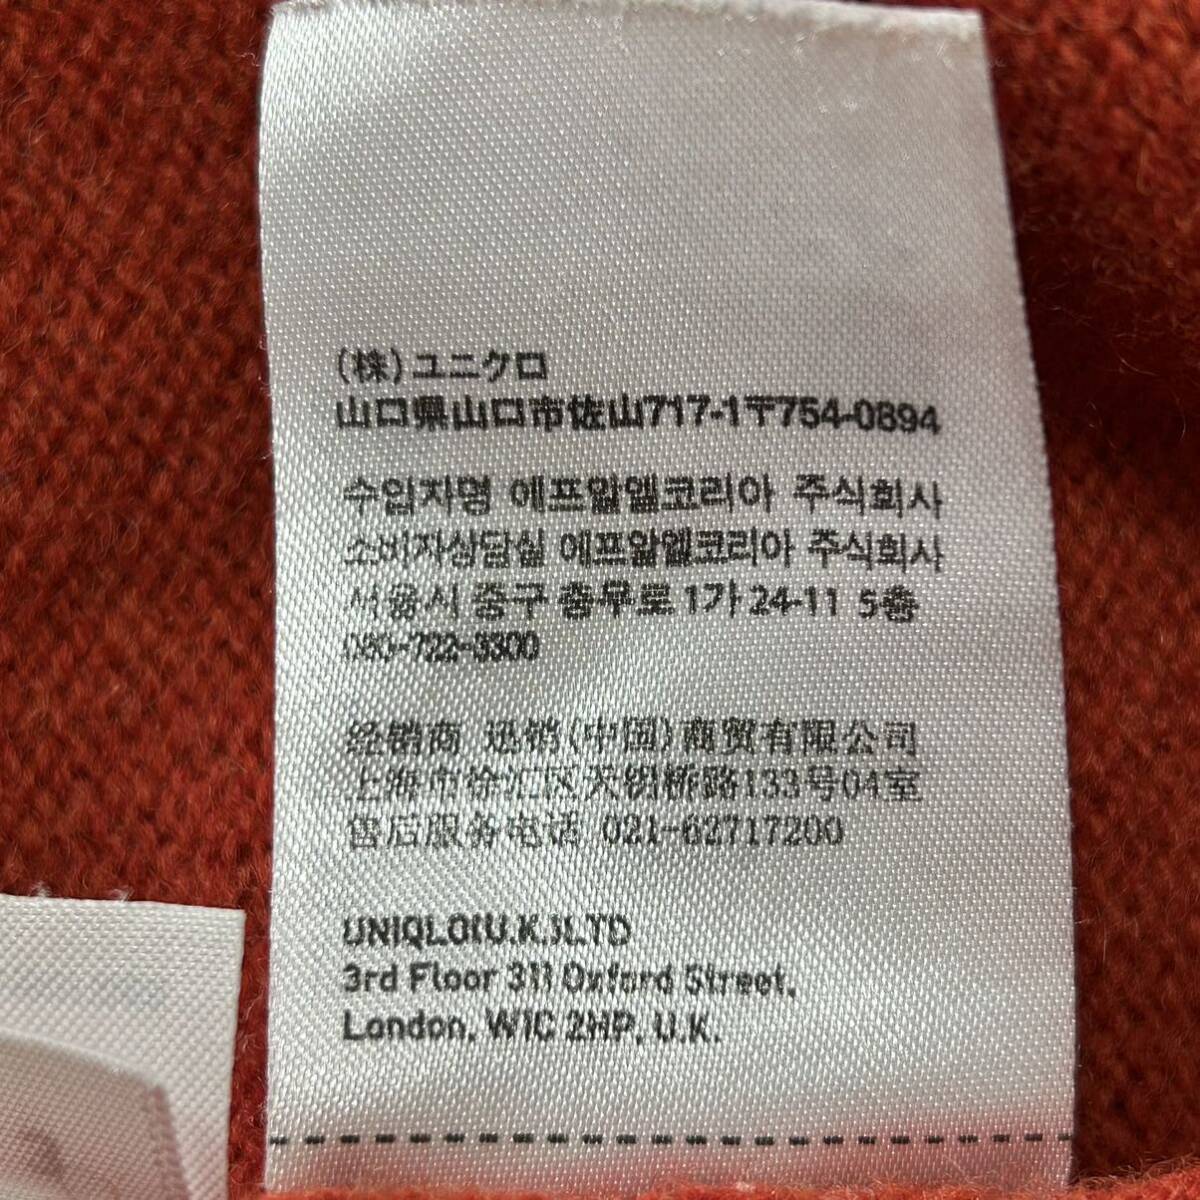 (株)ユニクロ
山口県山口市佐山717-1〒754-0894
수입자명 에프알엘코리아 주식회사
소비자상담실 에프알엘코리아 주식회사
서울시 중구 충무로1가 24-11 5층
080-722-3300
经销商 迅销(中国)商贸有限公司
上海市徐汇区天钥桥路133号04室
售后服务电话 021-62717200
UNIQLO(U.K.)LTD
3rd Floor 311 Oxford Street,
London, W1C 2HP, U.K.